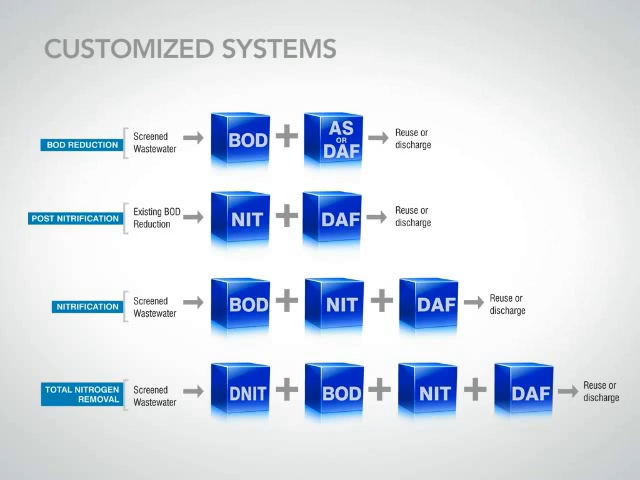 CUSTOMIZED SYSTEMS
BOD REDUCTION
Screened
Wastewater
BOD
AS
OR
DAF
Reuse or
discharge
POST NITRIFICATION
Existing BOD
Reduction
NIT
DAF
Reuse or
discharge
NITRIFICATION
Screened
Wastewater
BOD
NIT
DAF
Reuse or
discharge
TOTAL NITROGEN
REMOVAL
Screened
Wastewater
DNIT
BOD
NIT
DAF
Reuse or
discharge